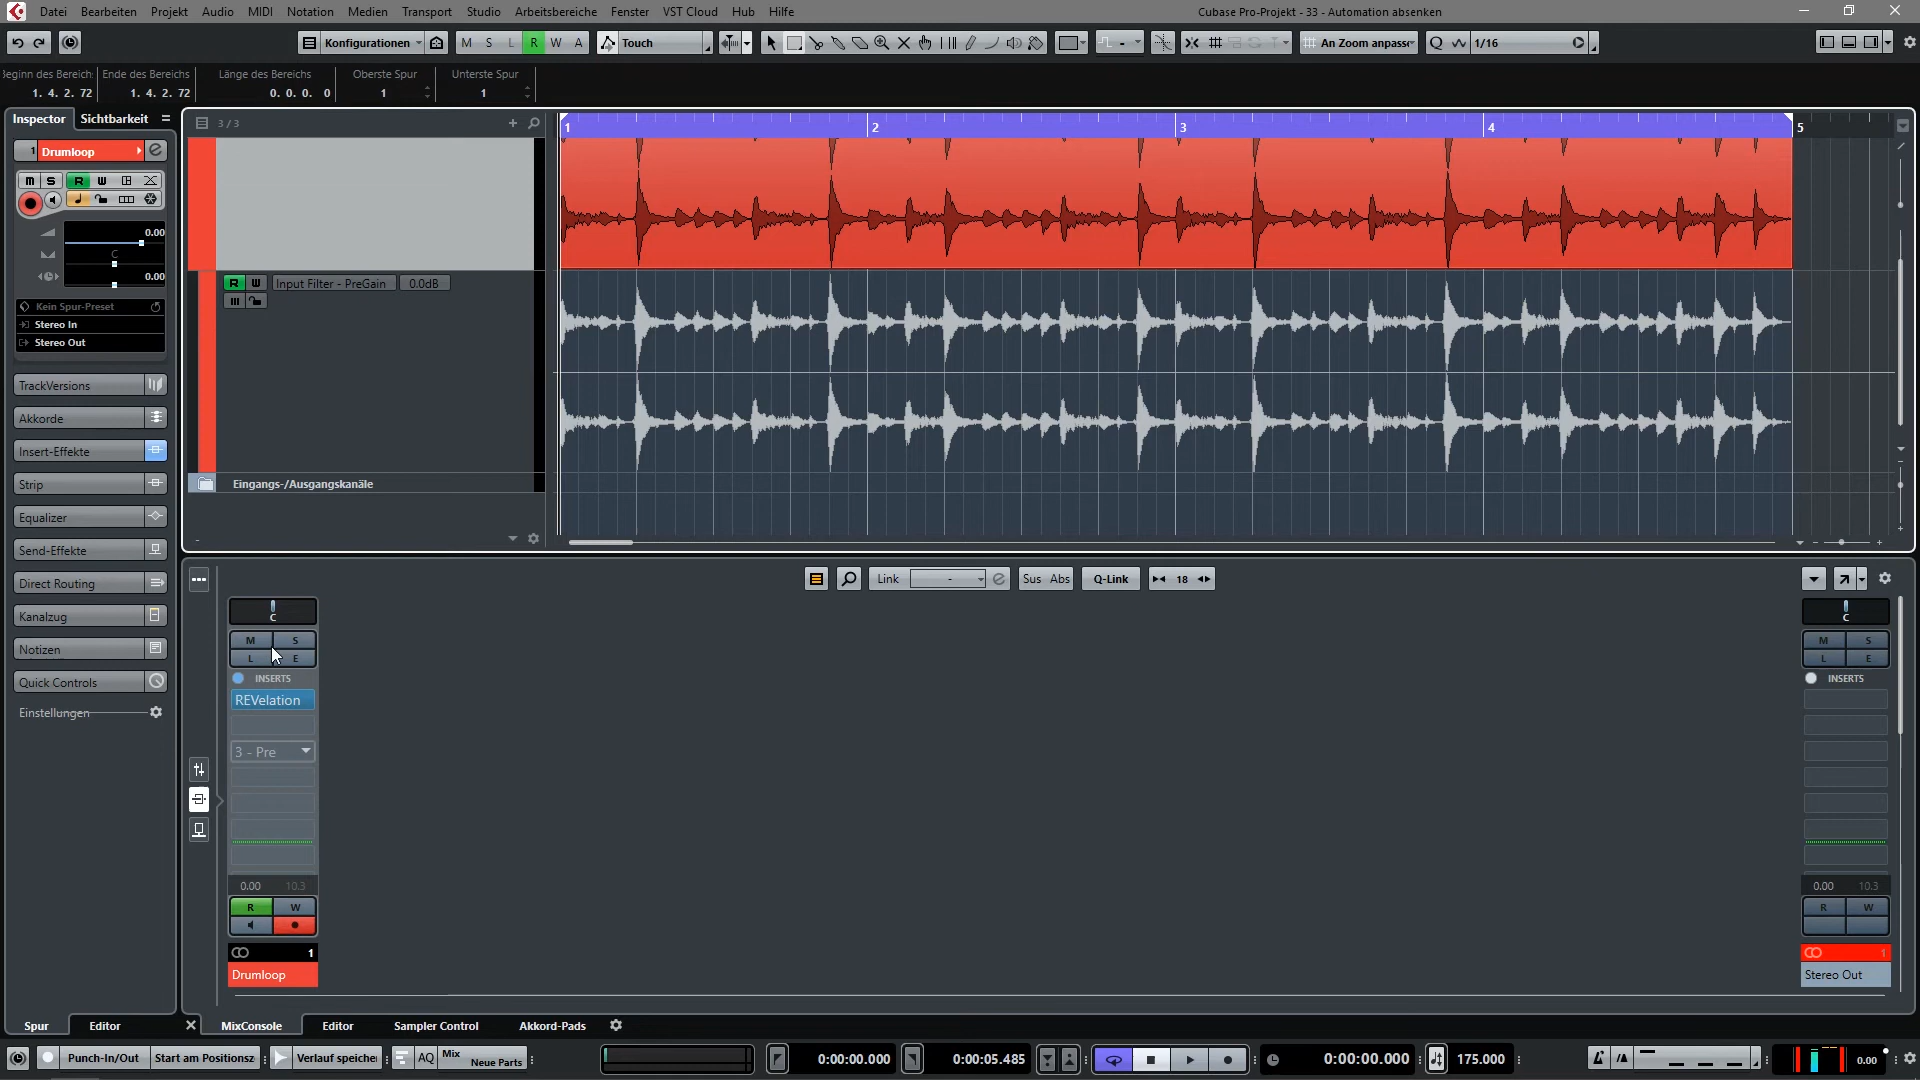 Datei Bearbeiten Projekt Audio MIDI Notation Medien Transport Studio Arbeitsbereiche Fenster VST Cloud Hub Hilfe
Cubase Pro-Projekt - 33 - Automation absenken
Konfigurationen M S L R W A Touch An Zoom anpasse Q 1/16
Ende des Bereichs Länge des Bereichs Oberste Spur Unterste Spur
1. 4. 2. 72 1. 4. 2. 72 0. 0. 0. 0 1 1
Inspector Sichtbarkeit 3 / 3
1 2 3 4 5
1 Drumloop
M S R W
0.00
C
0.00
R W Input Filter - PreGain 0.0dB
Kein Spur-Preset
Stereo In
Stereo Out
TrackVersions
Akkorde
Insert-Effekte
Strip
Eingangs-/Ausgangskanäle
Equalizer
Send-Effekte
Direct Routing
Kanalzug
Notizen
Quick Controls
Einstellungen
Link - Sus Abs Q-Link 18
C C
M S M S
L E L E
INSERTS INSERTS
REVelation
3 - Pre
0.00 10.3 0.00 10.3
R W R W
1 1
Drumloop Stereo Out
Spur Editor MixConsole Editor Sampler Control Akkord-Pads
Punch-In/Out Start am Positionsz Verlauf speicher AQ Mix Neue Parts 0:00:00.000 0:00:05.485 0:00:00.000 175.000 0.00